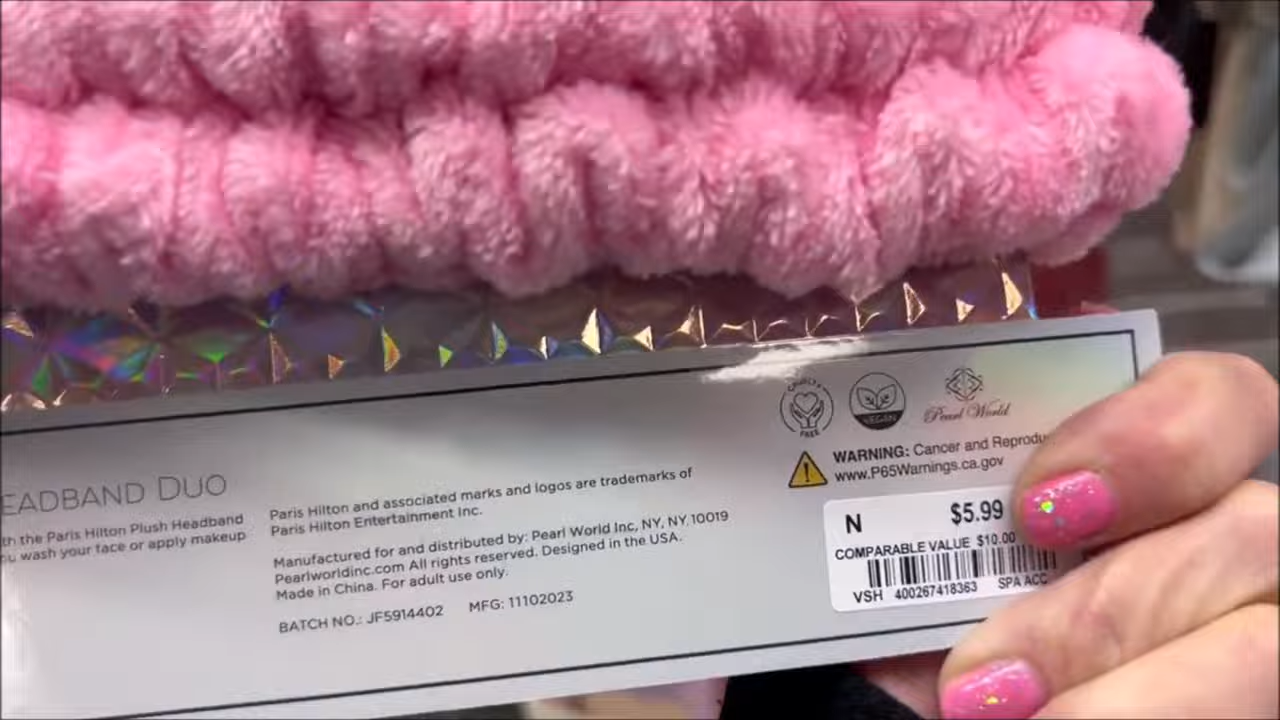 EADBAND DUO
th the Paris Hilton Plush Headband
u wash your face or apply makeup
Paris Hilton and associated marks and logos are trademarks of
Paris Hilton Entertainment Inc.
Manufactured for and distributed by: Pearl World Inc, NY, NY 10019
Pearlworldinc.com All rights reserved. Designed in the USA.
Made in China. For adult use only.
BATCH NO.: JF5914402 MFG: 11102023
CRUELTY FREE
VEGAN
Pearl World
WARNING: Cancer and Reprodu
www.P65Warnings.ca.gov
N $5.99
COMPARABLE VALUE $10.00
VSH 400267418363 SPA ACC